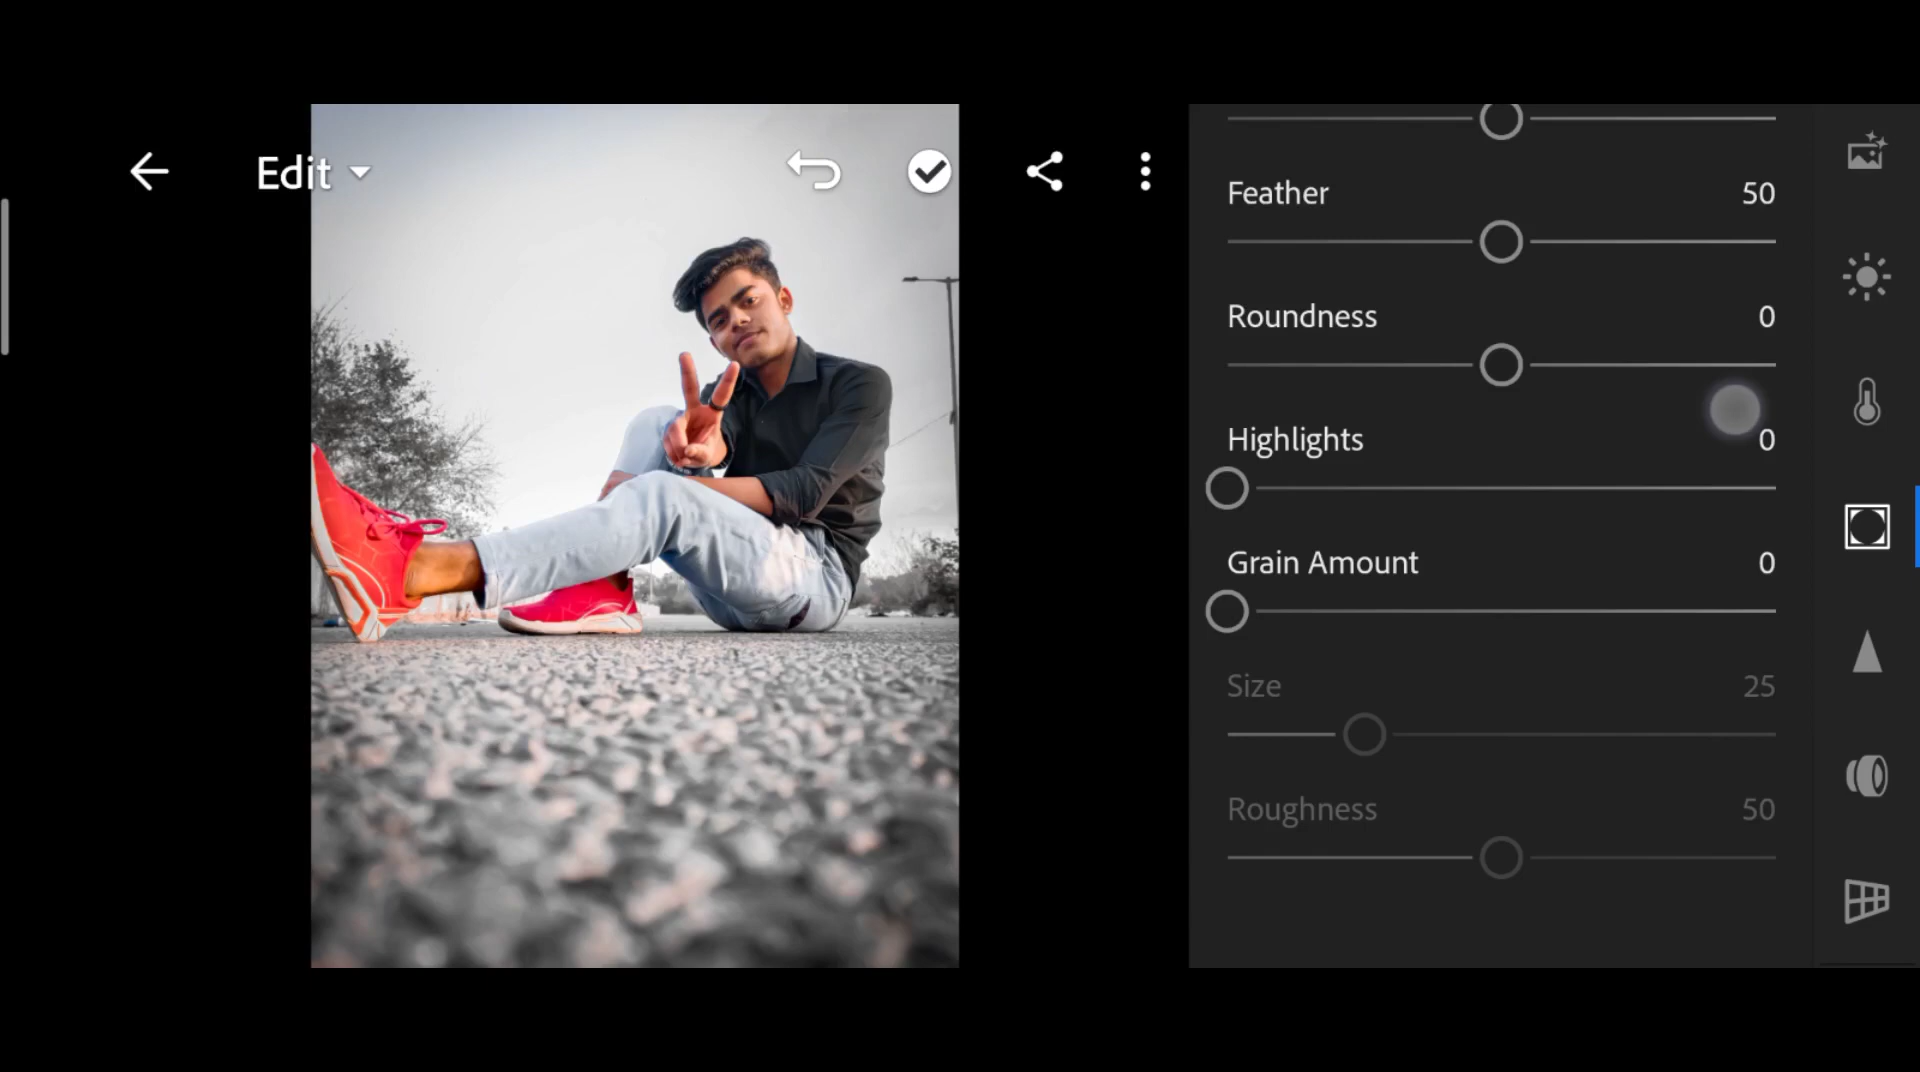 Edit
Feather 50
Roundness 0
Highlights 0
Grain Amount 0
Size 25
Roughness 50